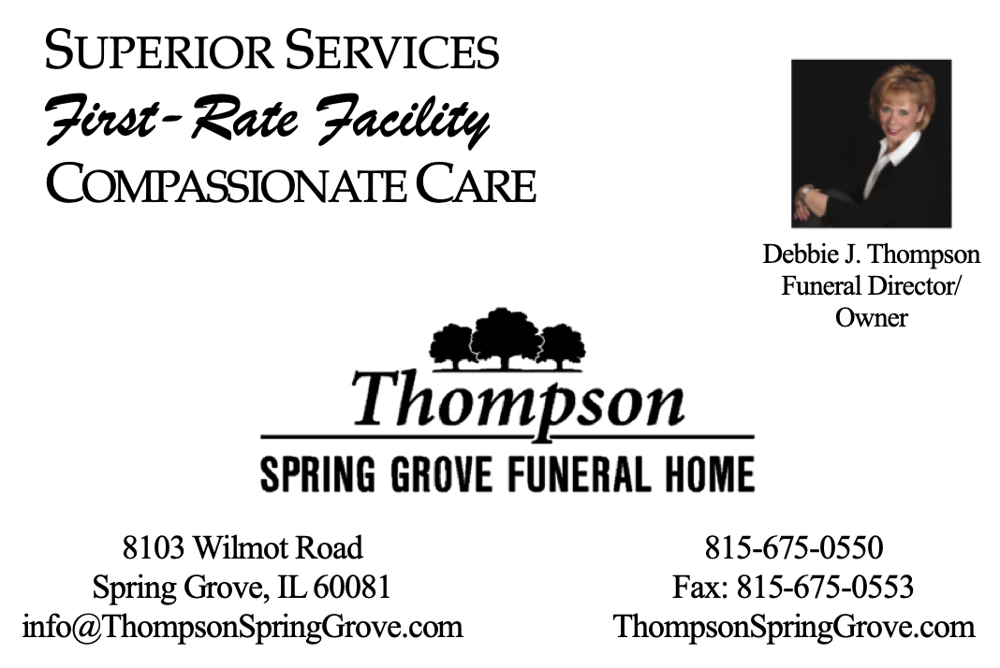 SUPERIOR SERVICES
First-Rate Facility
COMPASSIONATE CARE
Debbie J. Thompson
Funeral Director/
Owner
Thompson
SPRING GROVE FUNERAL HOME
8103 Wilmot Road
Spring Grove, IL 60081
info@ThompsonSpringGrove.com
815-675-0550
Fax: 815-675-0553
ThompsonSpringGrove.com